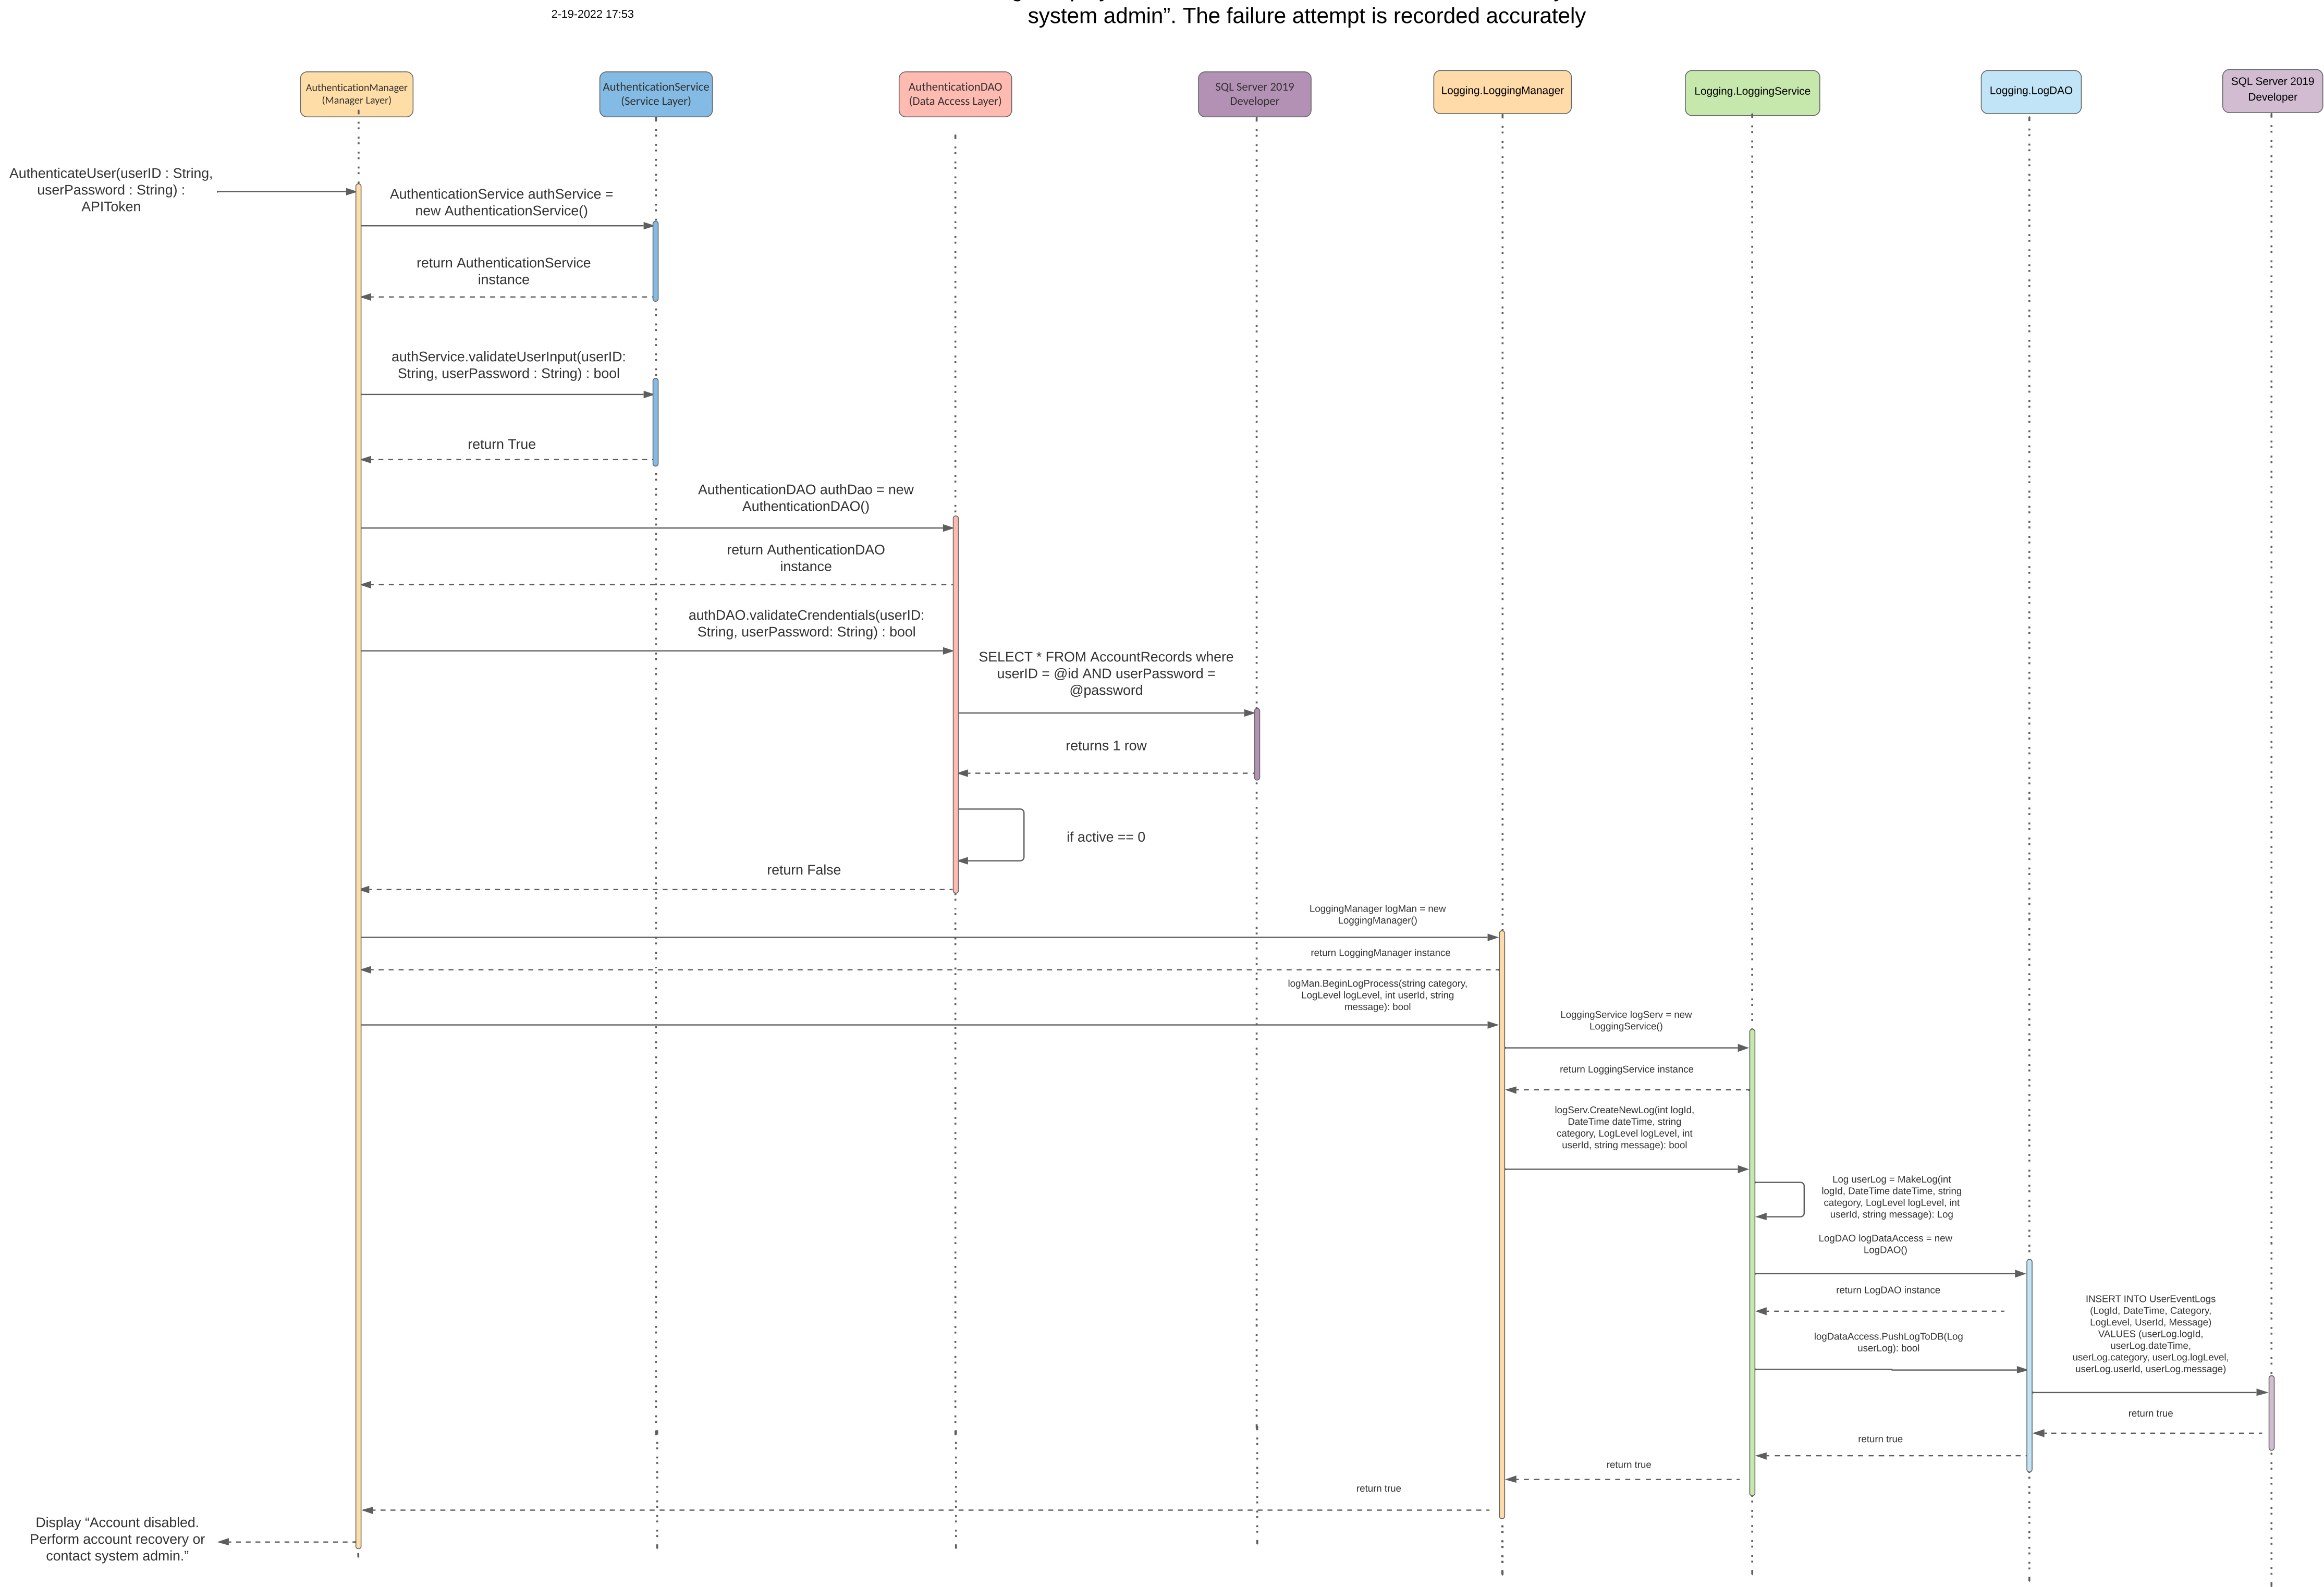 2-19-2022 17:53
system admin”. The failure attempt is recorded accurately
AuthenticationManager
(Manager Layer)
AuthenticationService
(Service Layer)
AuthenticationDAO
(Data Access Layer)
SQL Server 2019
Developer
Logging.LoggingManager
Logging.LoggingService
Logging.LogDAO
SQL Server 2019
Developer
AuthenticateUser(userID : String,
userPassword : String) :
APIToken
AuthenticationService authService =
new AuthenticationService()
return AuthenticationService
instance
authService.validateUserInput(userID:
String, userPassword : String) : bool
return True
AuthenticationDAO authDao = new
AuthenticationDAO()
return AuthenticationDAO
instance
authDAO.validateCrendentials(userID:
String, userPassword: String) : bool
SELECT * FROM AccountRecords where
userID = @id AND userPassword =
@password
returns 1 row
if active == 0
return False
LoggingManager logMan = new
LoggingManager()
return LoggingManager instance
logMan.BeginLogProcess(string category,
LogLevel logLevel, int userId, string
message): bool
LoggingService logServ = new
LoggingService()
return LoggingService instance
logServ.CreateNewLog(int logId,
DateTime dateTime, string
category, LogLevel logLevel, int
userId, string message): bool
Log userLog = MakeLog(int
logId, DateTime dateTime, string
category, LogLevel logLevel, int
userId, string message): Log
LogDAO logDataAccess = new
LogDAO()
return LogDAO instance
logDataAccess.PushLogToDB(Log
userLog): bool
INSERT INTO UserEventLogs
(LogId, DateTime, Category,
LogLevel, UserId, Message)
VALUES (userLog.logId,
userLog.dateTime,
userLog.category, userLog.logLevel,
userLog.userId, userLog.message)
return true
return true
return true
return true
Display “Account disabled.
Perform account recovery or
contact system admin.”